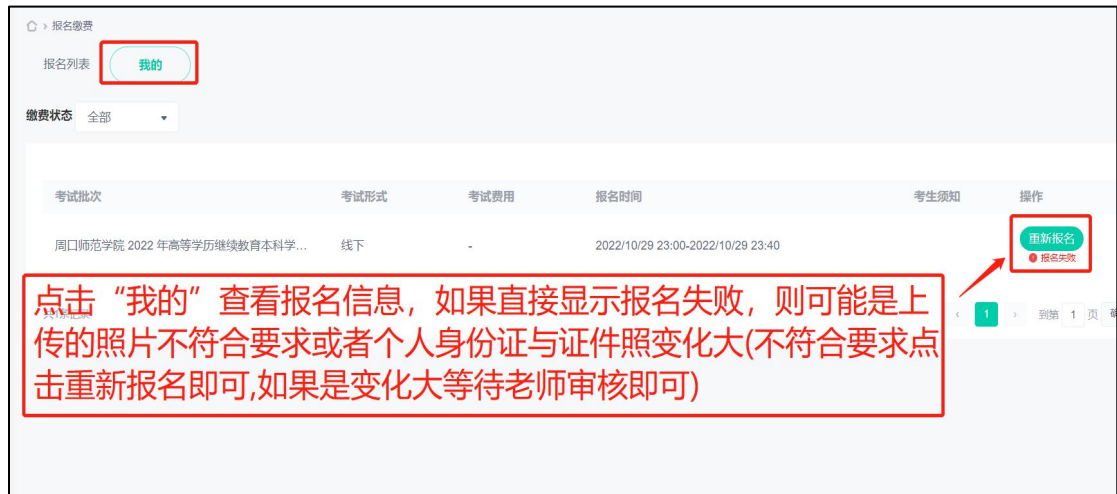 > 报名缴费
报名列表 我的
缴费状态 全部
考试批次 考试形式 考试费用 报名时间 考生须知 操作
周口师范学院 2022 年高等学历继续教育本科学... 线下 - 2022/10/29 23:00-2022/10/29 23:40 重新报名
报名失败
点击“我的”查看报名信息，如果直接显示报名失败，则可能是上
传的照片不符合要求或者个人身份证与证件照变化大(不符合要求点
击重新报名即可,如果是变化大等待老师审核即可)
共1条记录
‹ 1 › 到第 1 页